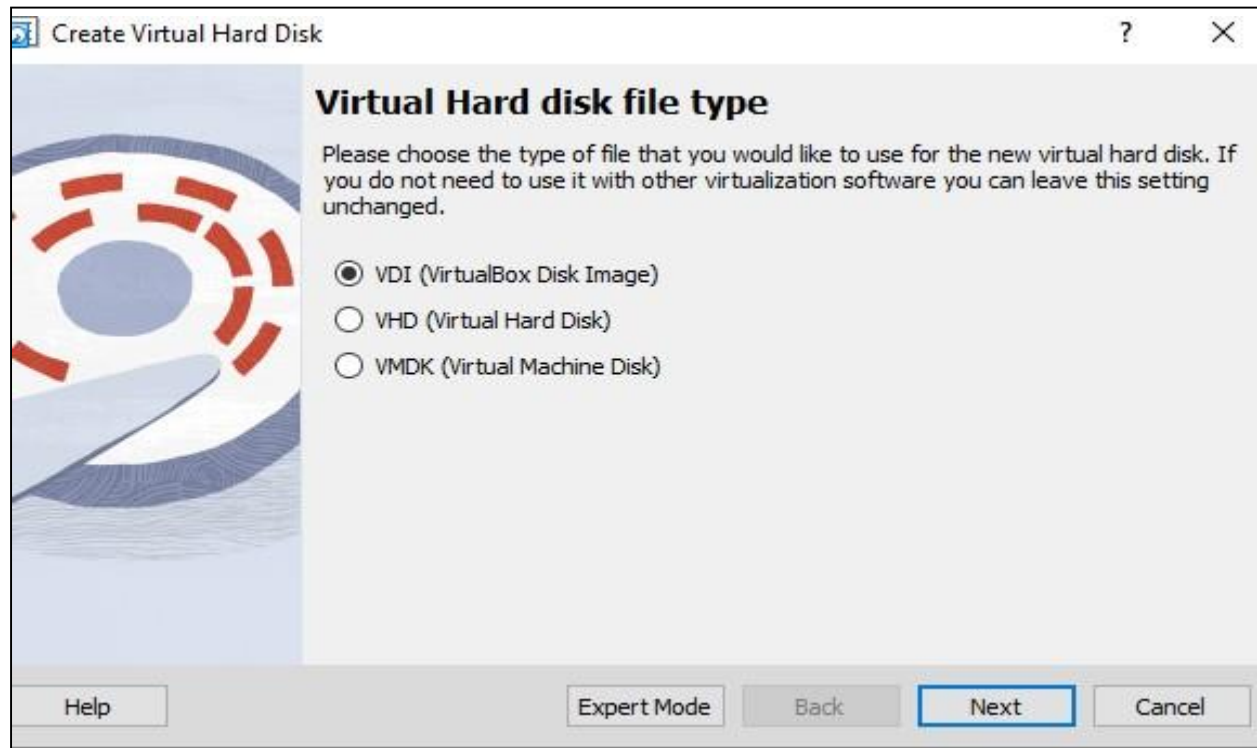 Create Virtual Hard Disk
?
Virtual Hard disk file type
Please choose the type of file that you would like to use for the new virtual hard disk. If
you do not need to use it with other virtualization software you can leave this setting
unchanged.
VDI (VirtualBox Disk Image)
VHD (Virtual Hard Disk)
VMDK (Virtual Machine Disk)
Help
Expert Mode
Back
Next
Cancel